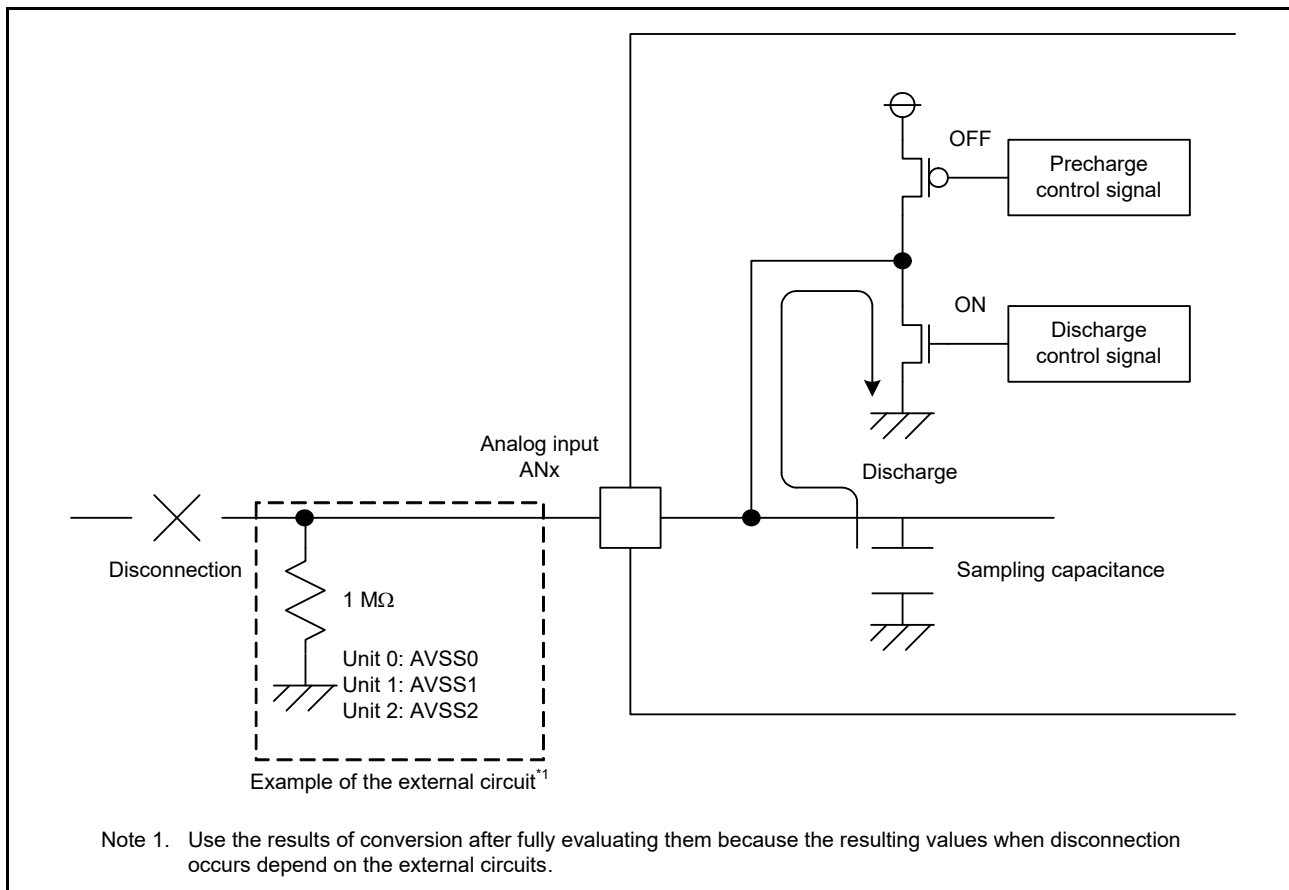 OFF
Precharge
control signal
ON
Discharge
control signal
Analog input
ANx
Discharge
Disconnection
Sampling capacitance
1 MΩ
Unit 0: AVSS0
Unit 1: AVSS1
Unit 2: AVSS2
Example of the external circuit*1
Note 1. Use the results of conversion after fully evaluating them because the resulting values when disconnection
occurs depend on the external circuits.